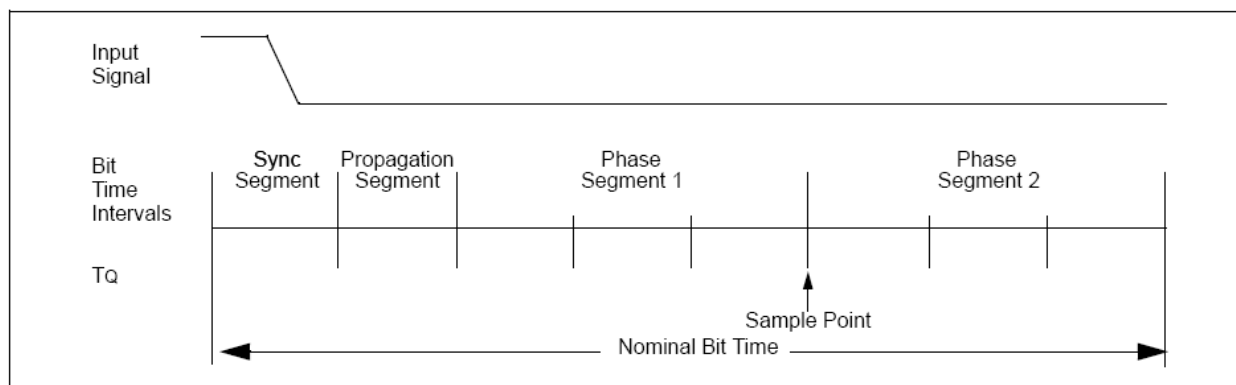 Input
Signal
Bit
Time
Intervals
Sync
Segment
Propagation
Segment
Phase
Segment 1
Phase
Segment 2
TQ
Sample Point
Nominal Bit Time